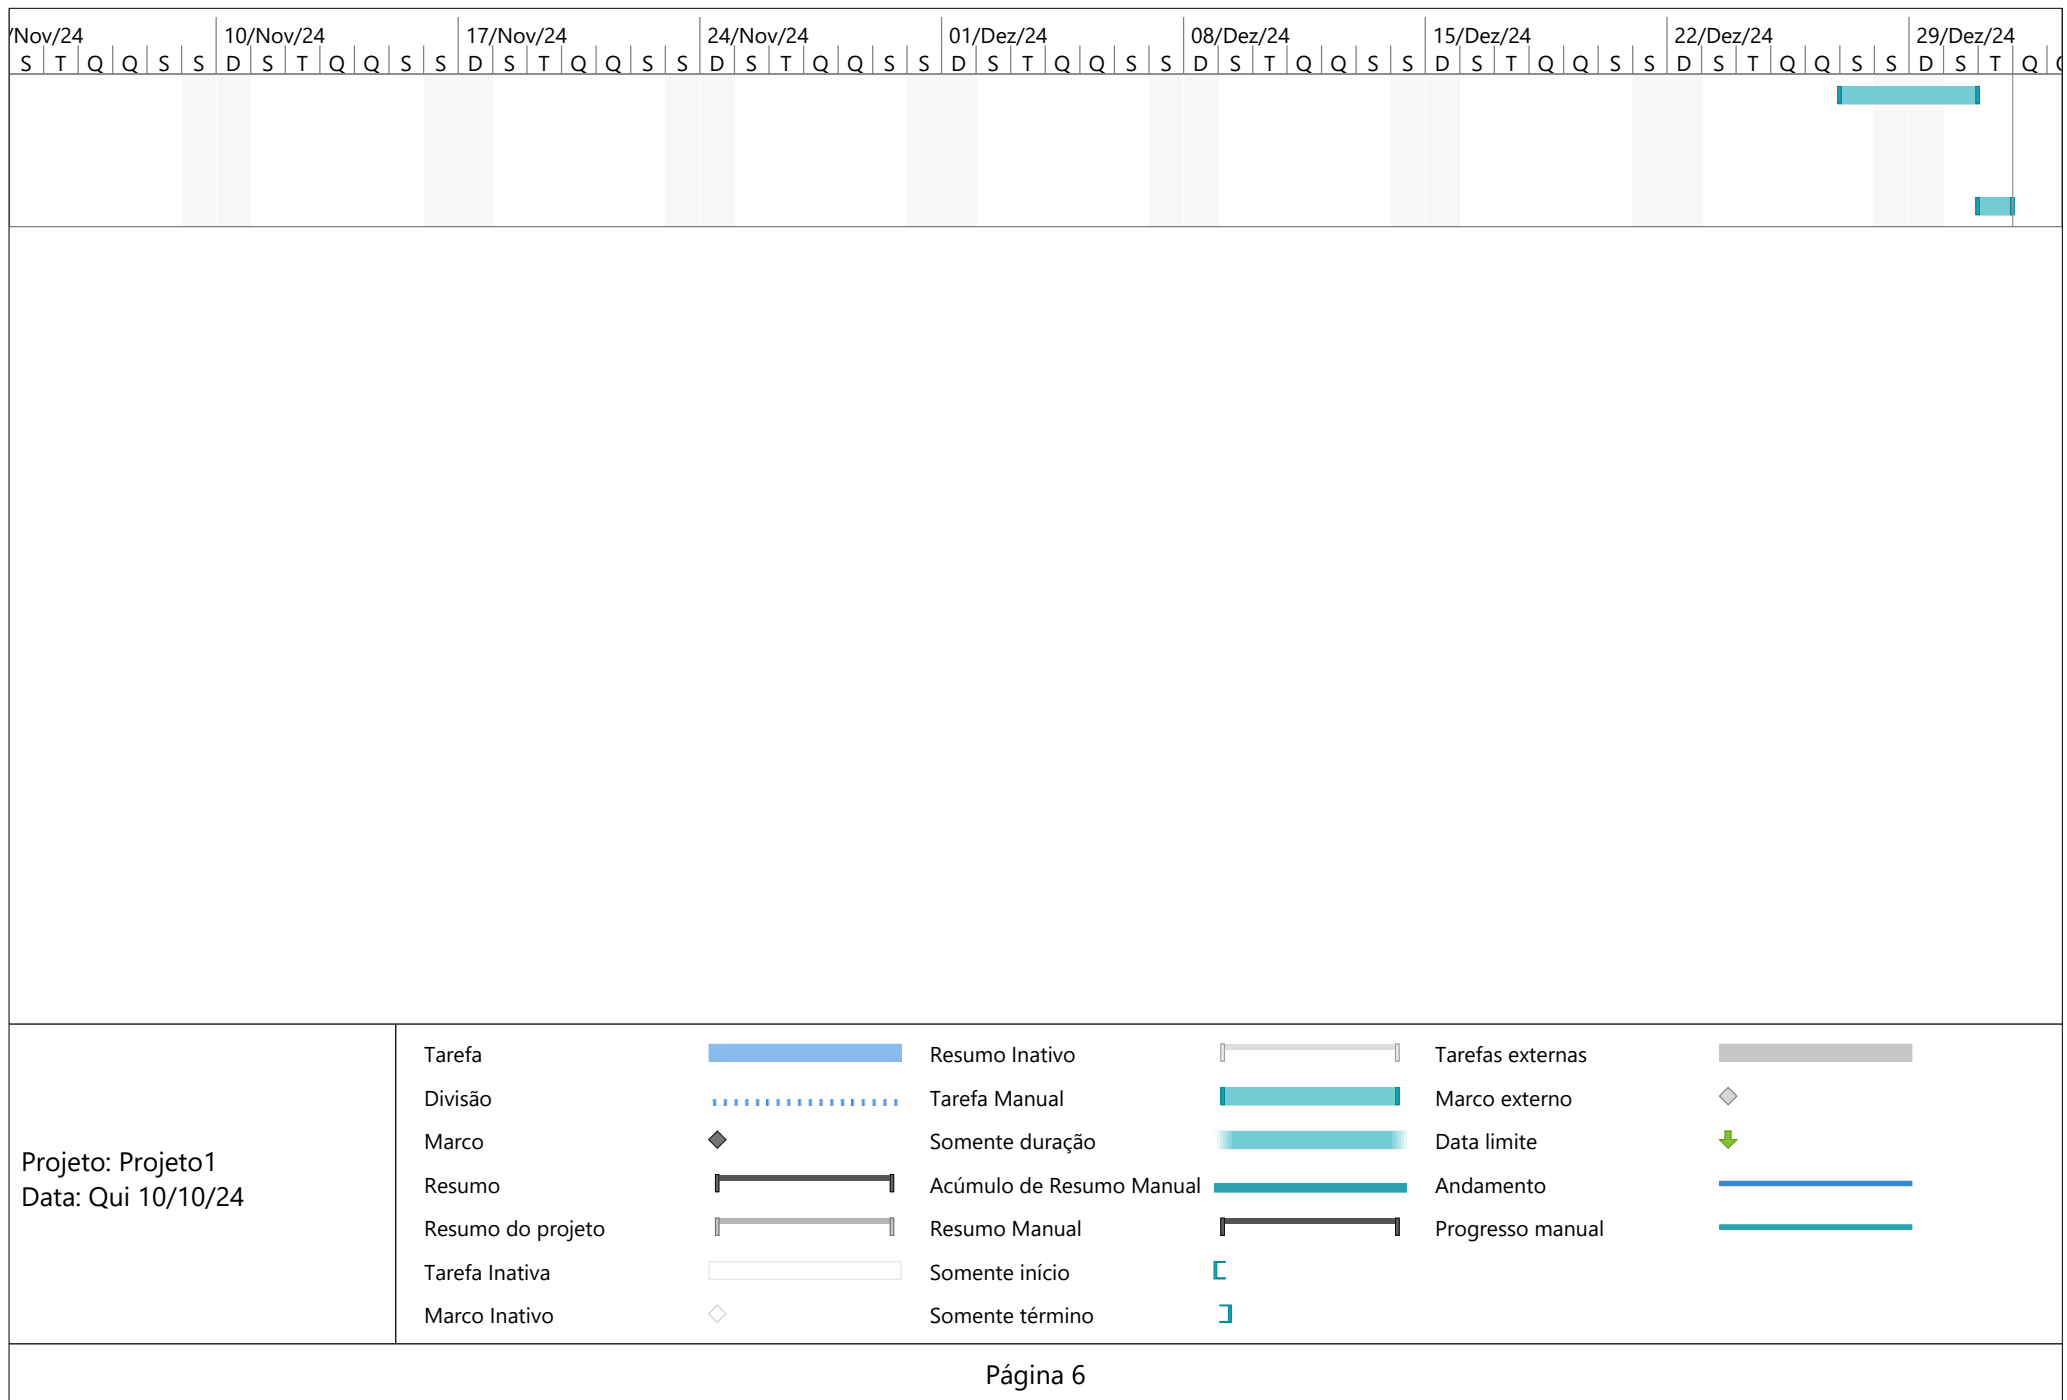 /Nov/24 10/Nov/24 17/Nov/24 24/Nov/24 01/Dez/24 08/Dez/24 15/Dez/24 22/Dez/24 29/Dez/24
S T Q Q S S D S T Q Q S S D S T Q Q S S D S T Q Q S S D S T Q Q S S D S T Q Q S S D S T Q Q S S D S T Q Q S S D S T Q
Tarefa Resumo Inativo Tarefas externas
Divisão Tarefa Manual Marco externo
Marco Somente duração Data limite
Resumo Acúmulo de Resumo Manual Andamento
Resumo do projeto Resumo Manual Progresso manual
Tarefa Inativa Somente início
Marco Inativo Somente término
Projeto: Projeto1
Data: Qui 10/10/24
Página 6